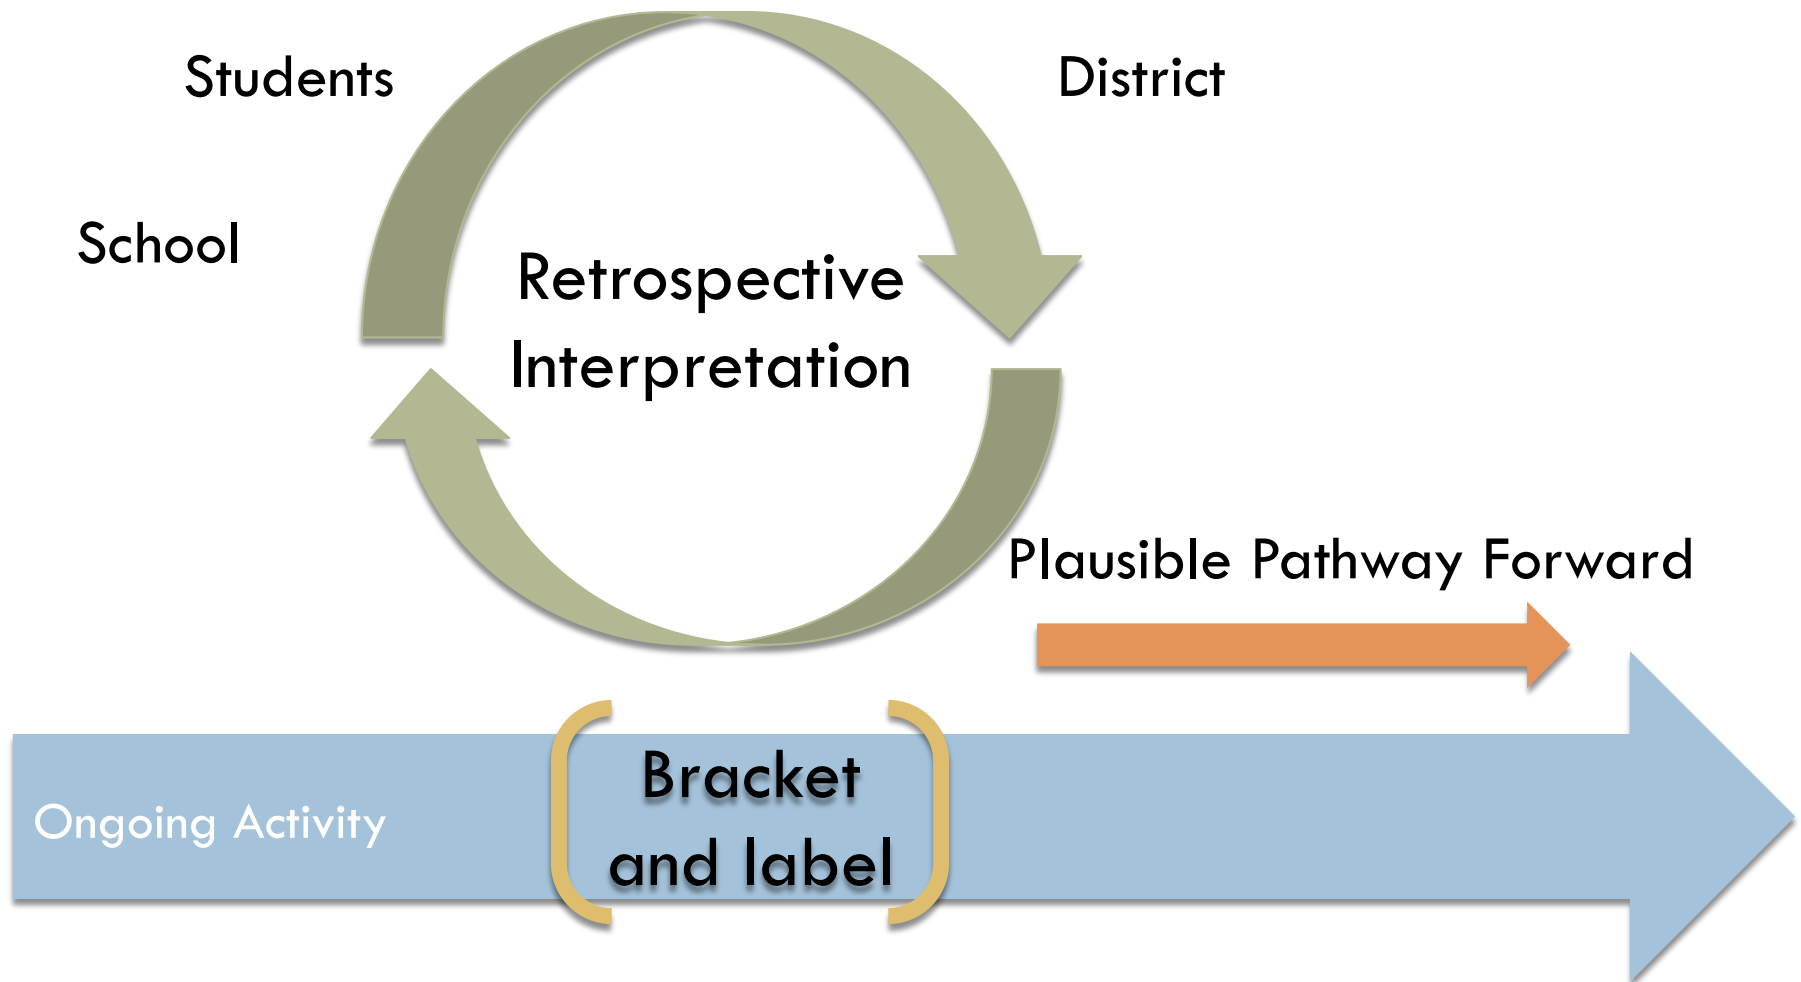 Students
District
School
Retrospective
Interpretation
Plausible Pathway Forward
Bracket
and label
Ongoing Activity